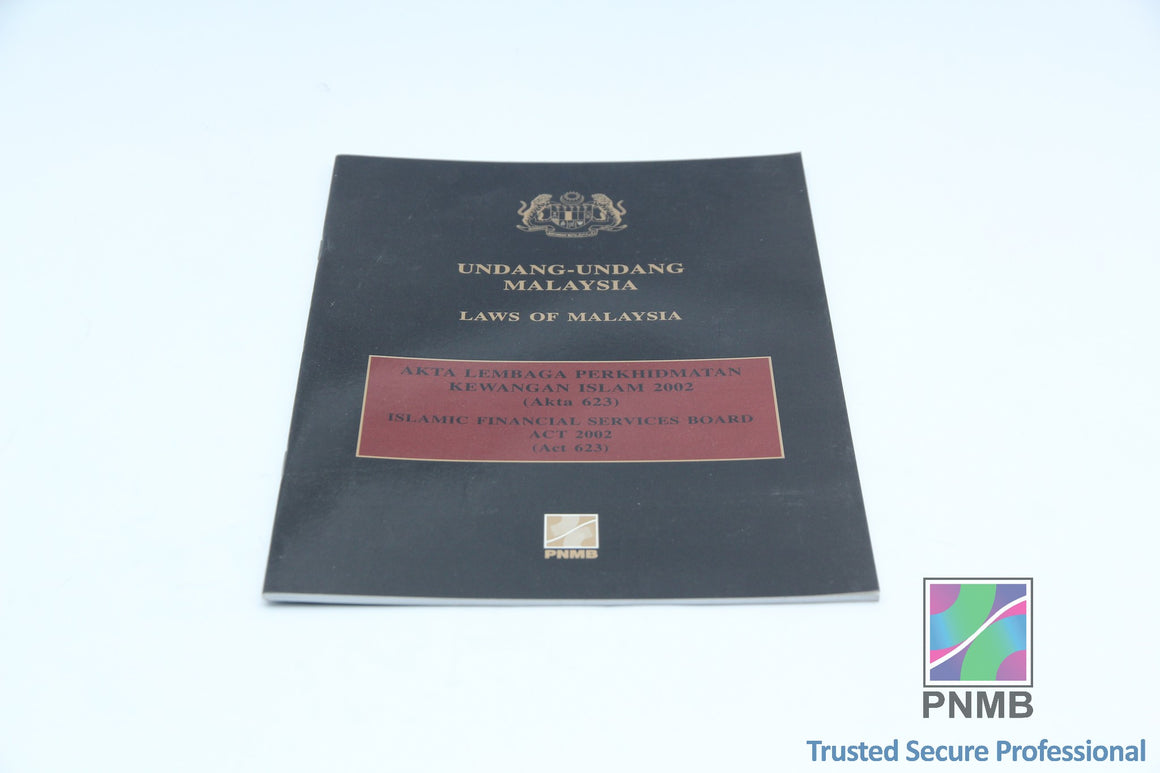 UNDANG-UNDANG
MALAYSIA
LAWS OF MALAYSIA
AKTA LEMBAGA PERKHIDMATAN
KEWANGAN ISLAM 2002
(Akta 623)
ISLAMIC FINANCIAL SERVICES BOARD
ACT 2002
(Act 623)
PNMB
PNMB
Trusted Secure Professional